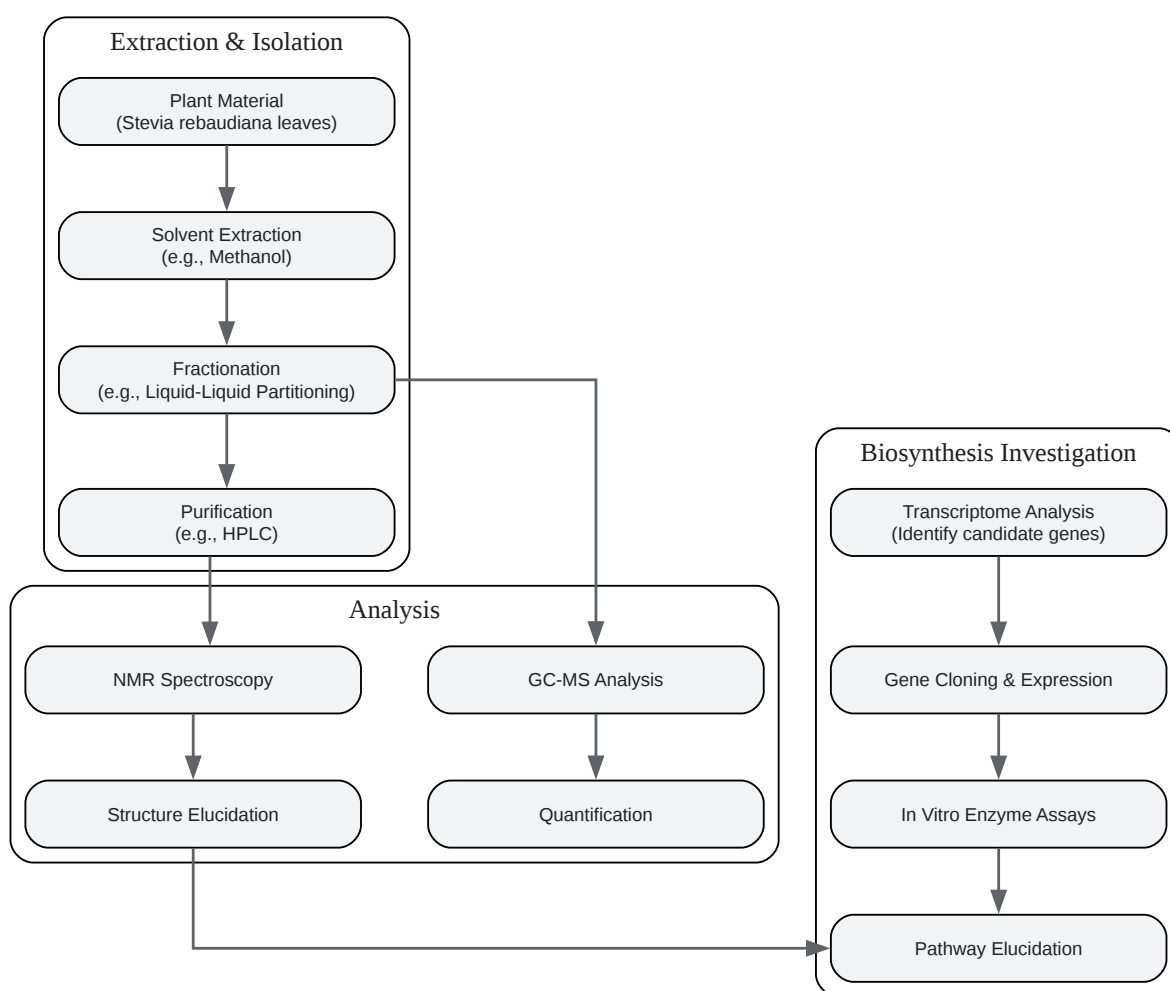 Extraction & Isolation
Plant Material
(Stevia rebaudiana leaves)
Solvent Extraction
(e.g., Methanol)
Fractionation
(e.g., Liquid-Liquid Partitioning)
Purification
(e.g., HPLC)
Analysis
NMR Spectroscopy
GC-MS Analysis
Structure Elucidation
Quantification
Biosynthesis Investigation
Transcriptome Analysis
(Identify candidate genes)
Gene Cloning & Expression
In Vitro Enzyme Assays
Pathway Elucidation